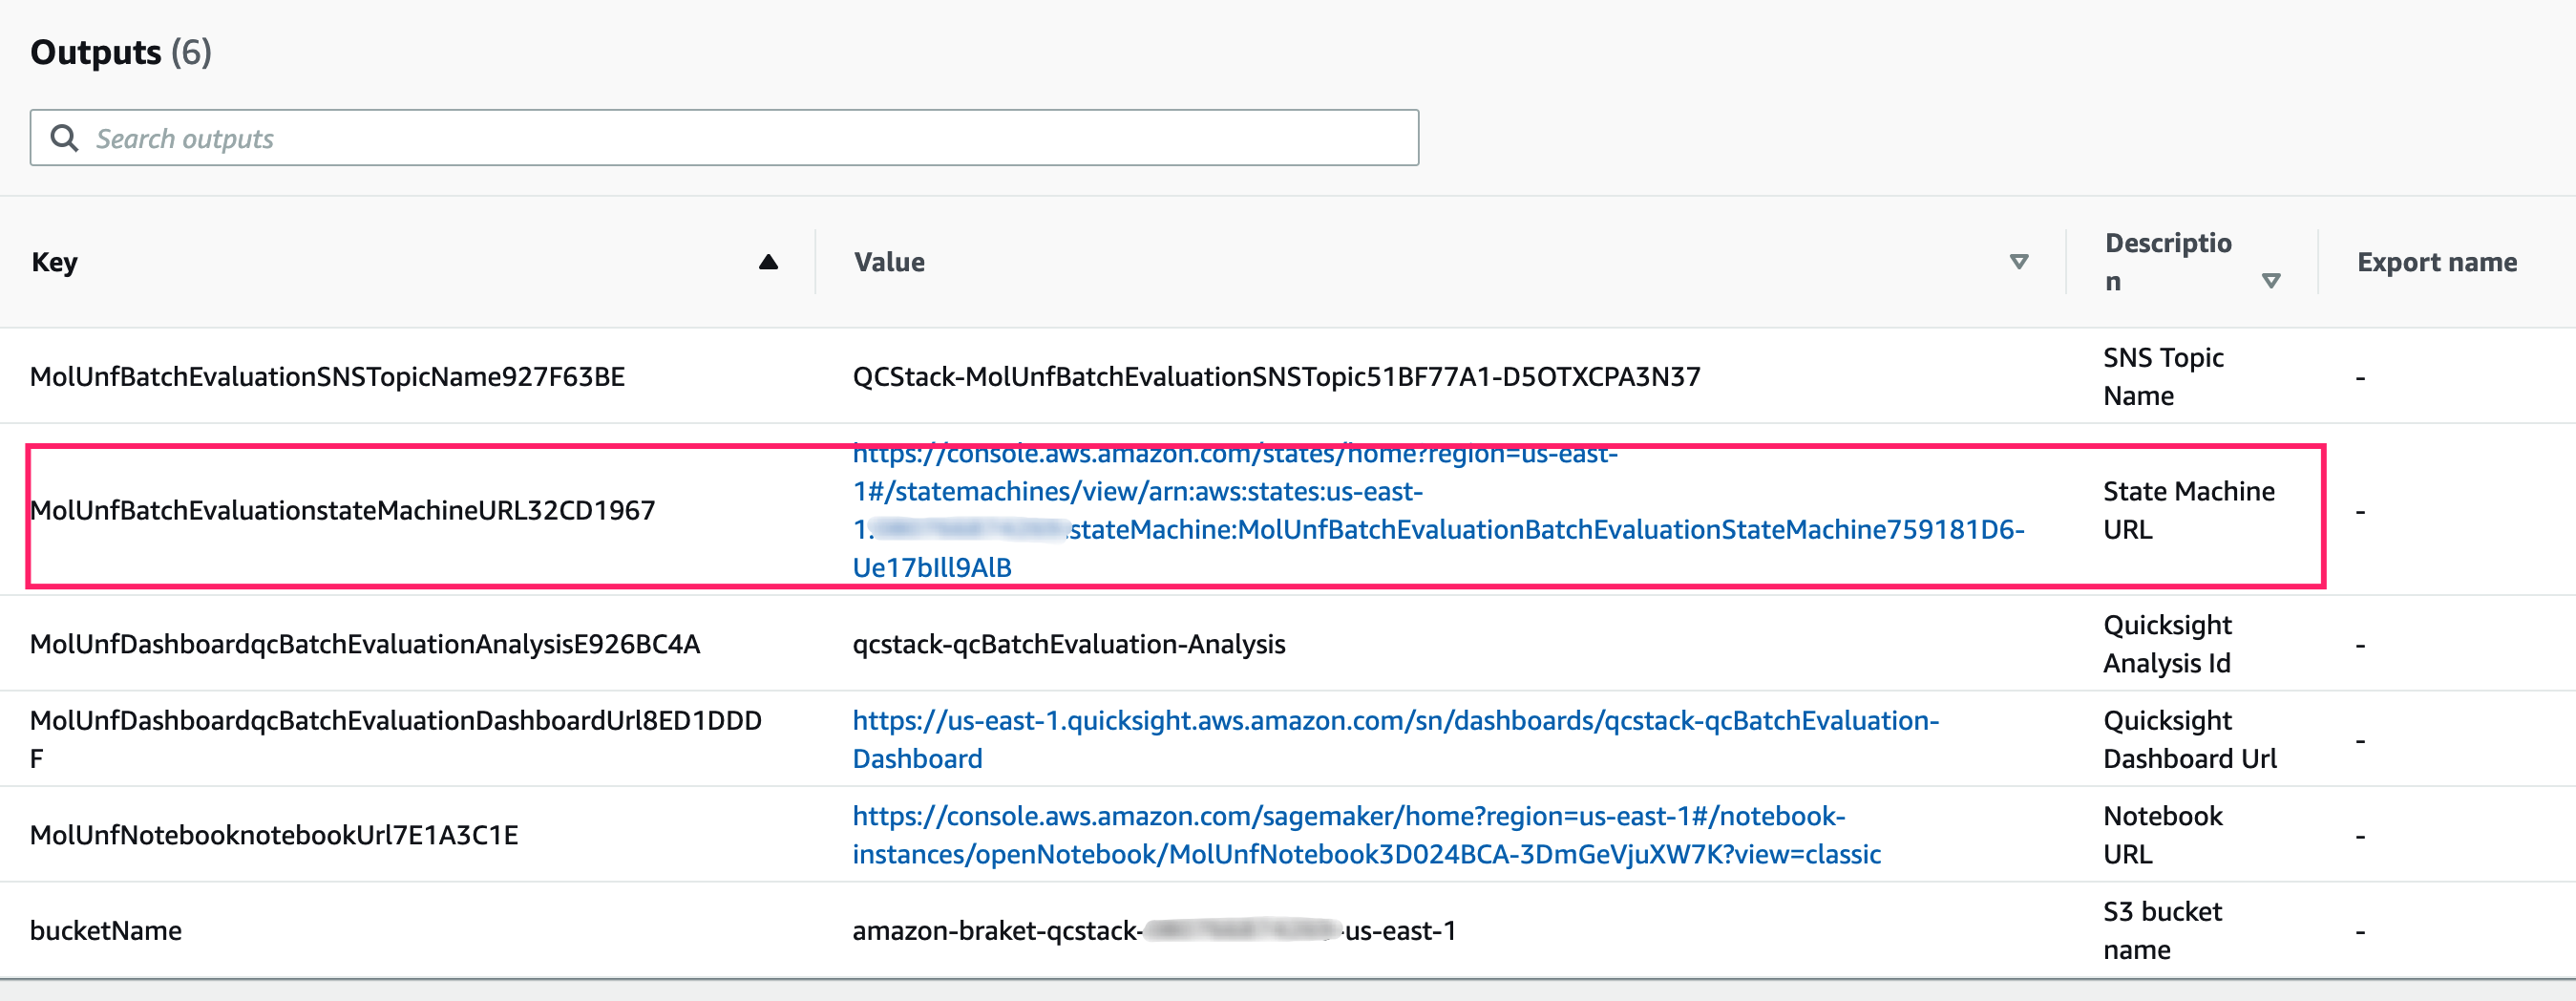 Outputs (6)
Search outputs
Key
Value
Descriptio
n
Export name
MolUnfBatchEvaluationSNSTopicName927F63BE
QCStack-MolUnfBatchEvaluationSNSTopic51BF77A1-D5OTXCPA3N37
SNS Topic
Name
-
MolUnfBatchEvaluationstateMachineURL32CD1967
https://console.aws.amazon.com/states/home?region=us-east-
1#/statemachines/view/arn:aws:states:us-east-
1:stateMachine:MolUnfBatchEvaluationBatchEvaluationStateMachine759181D6-
Ue17bIll9AlB
State Machine
URL
-
MolUnfDashboardqcBatchEvaluationAnalysisE926BC4A
qcstack-qcBatchEvaluation-Analysis
Quicksight
Analysis Id
-
MolUnfDashboardqcBatchEvaluationDashboardUrl8ED1DDD
F
https://us-east-1.quicksight.aws.amazon.com/sn/dashboards/qcstack-qcBatchEvaluation-
Dashboard
Quicksight
Dashboard Url
-
MolUnfNotebooknotebookUrl7E1A3C1E
https://console.aws.amazon.com/sagemaker/home?region=us-east-1#/notebook-
instances/openNotebook/MolUnfNotebook3D024BCA-3DmGeVjuXW7K?view=classic
Notebook
URL
-
bucketName
amazon-braket-qcstack- -us-east-1
S3 bucket
name
-